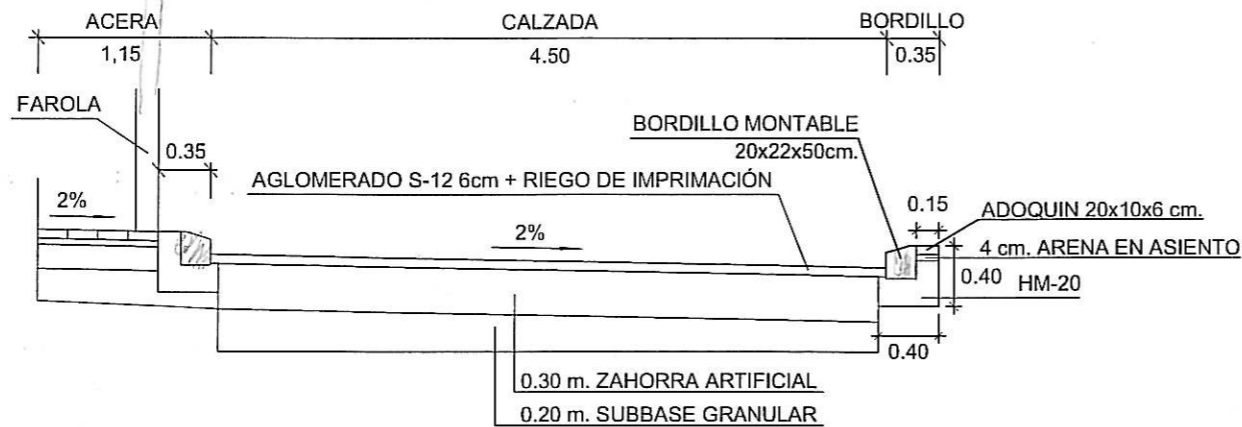 ACERA
CALZADA
BORDILLO
1,15
4.50
0.35
FAROLA
0.35
BORDILLO MONTABLE
20x22x50cm.
AGLOMERADO S-12 6cm + RIEGO DE IMPRIMACIÓN
2%
2%
0.15
ADOQUIN 20x10x6 cm.
4 cm. ARENA EN ASIENTO
0.40
HM-20
0.40
0.30 m. ZAHORRA ARTIFICIAL
0.20 m. SUBBASE GRANULAR